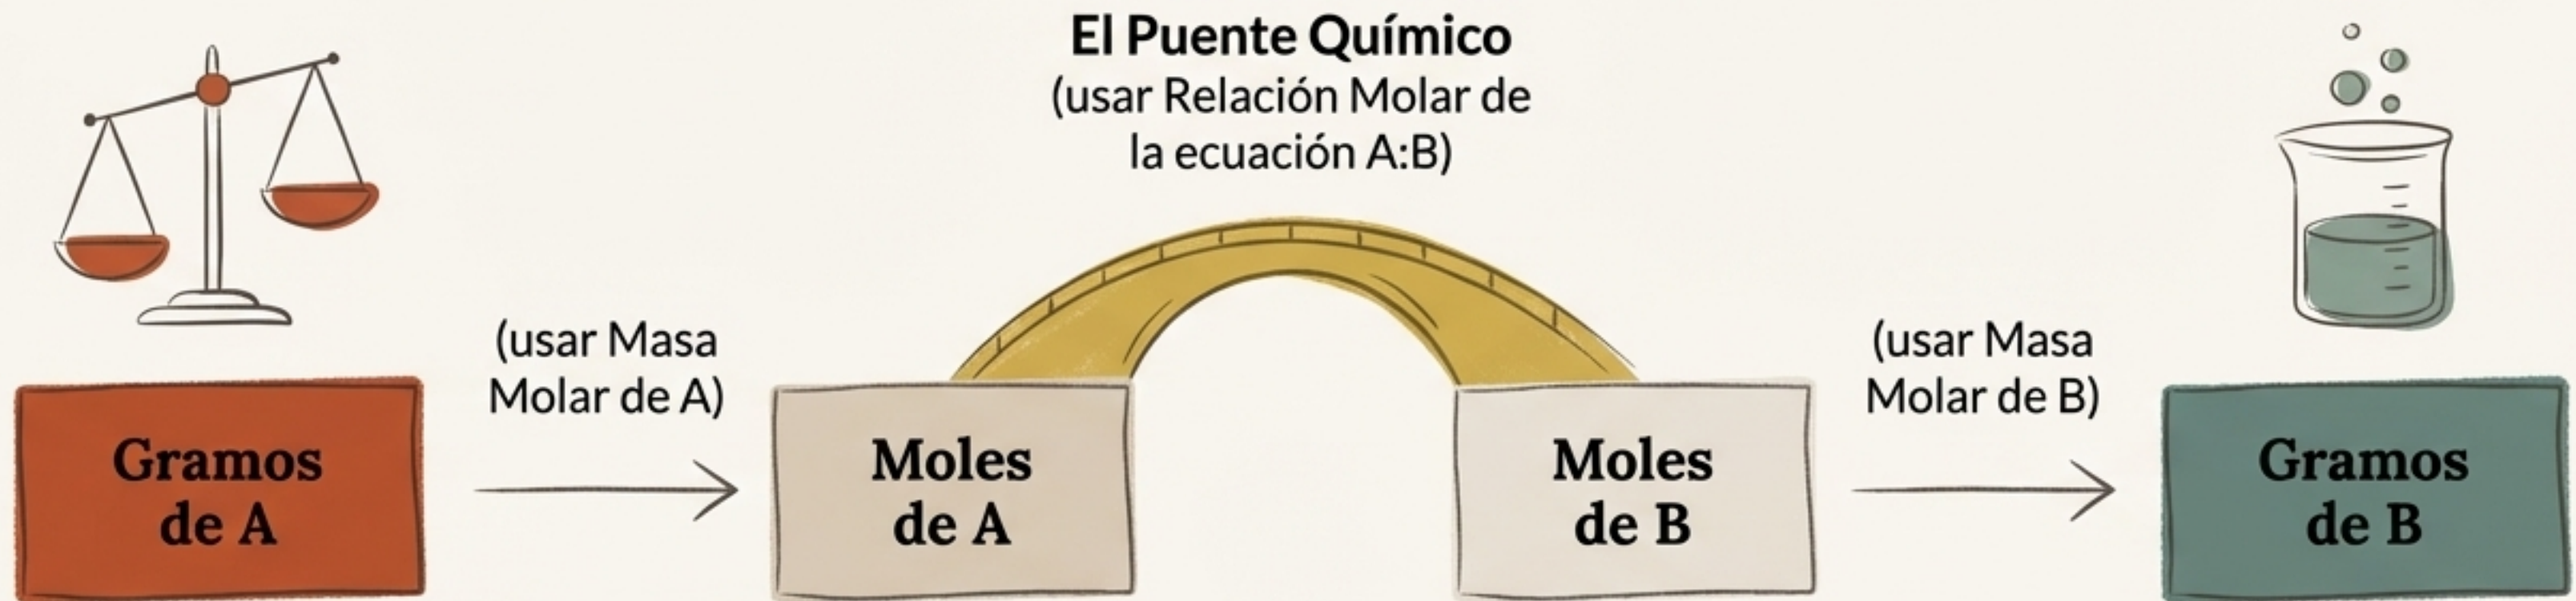 El Puente Químico
(usar Relación Molar de
la ecuación A:B)
(usar Masa
Molar de A)
(usar Masa
Molar de B)
Gramos
de A
Moles
de A
Moles
de B
Gramos
de B